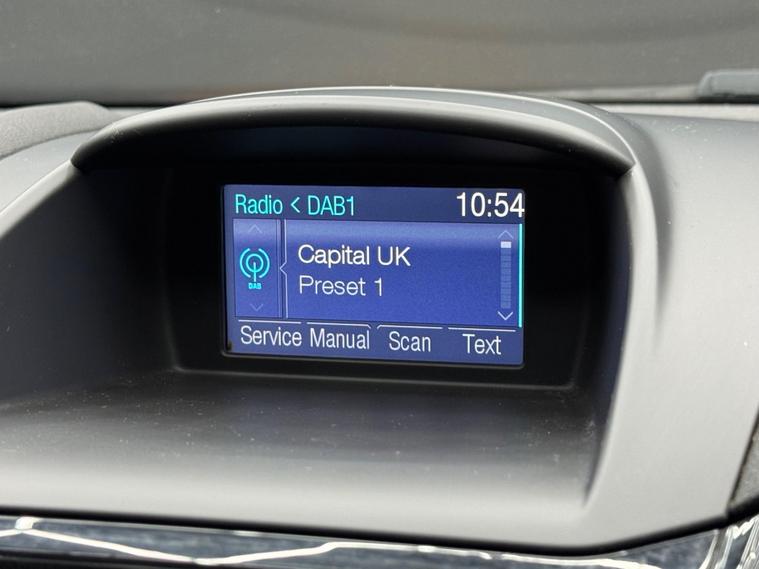 Radio < DAB1 10:54
Capital UK
DAB
Preset 1
Service Manual Scan Text